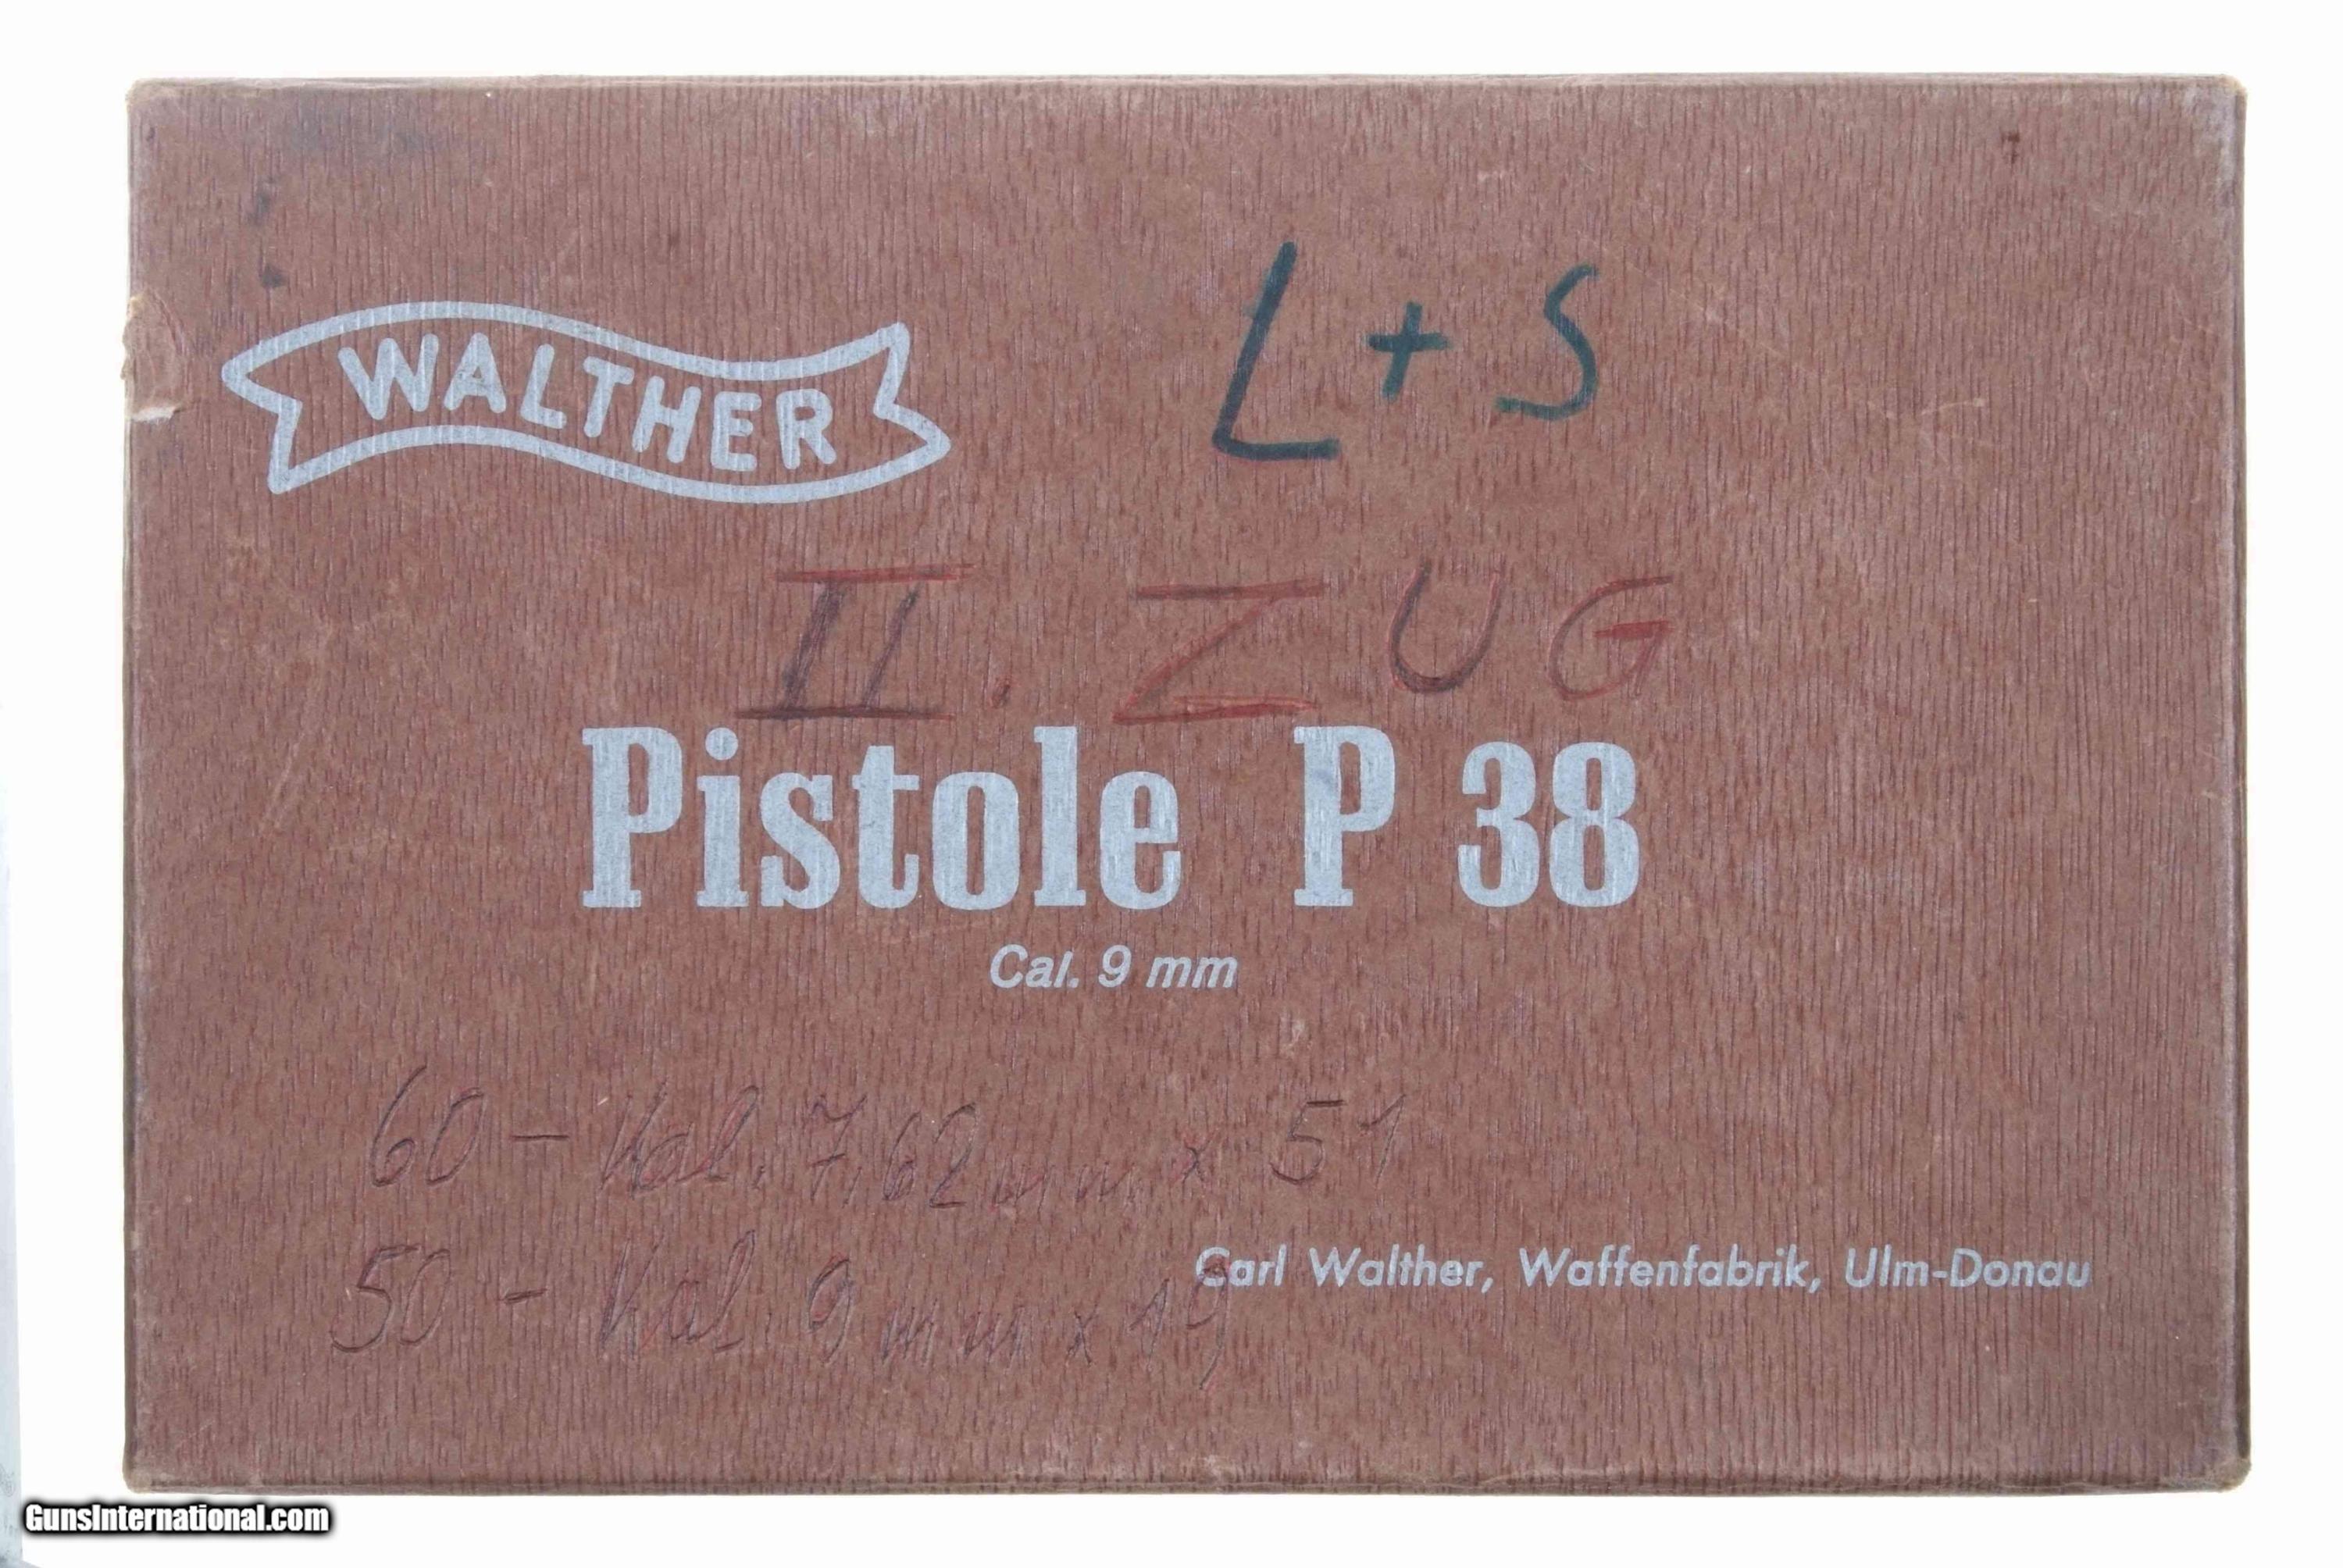 WALTHER
L + S
II. ZUG
Pistole P 38
Cal. 9 mm
60 - Kal. 7,62 mm x 51
50 - Kal. 9 mm x 19
Carl Walther, Waffenfabrik, Ulm-Donau
GunsInternational.com